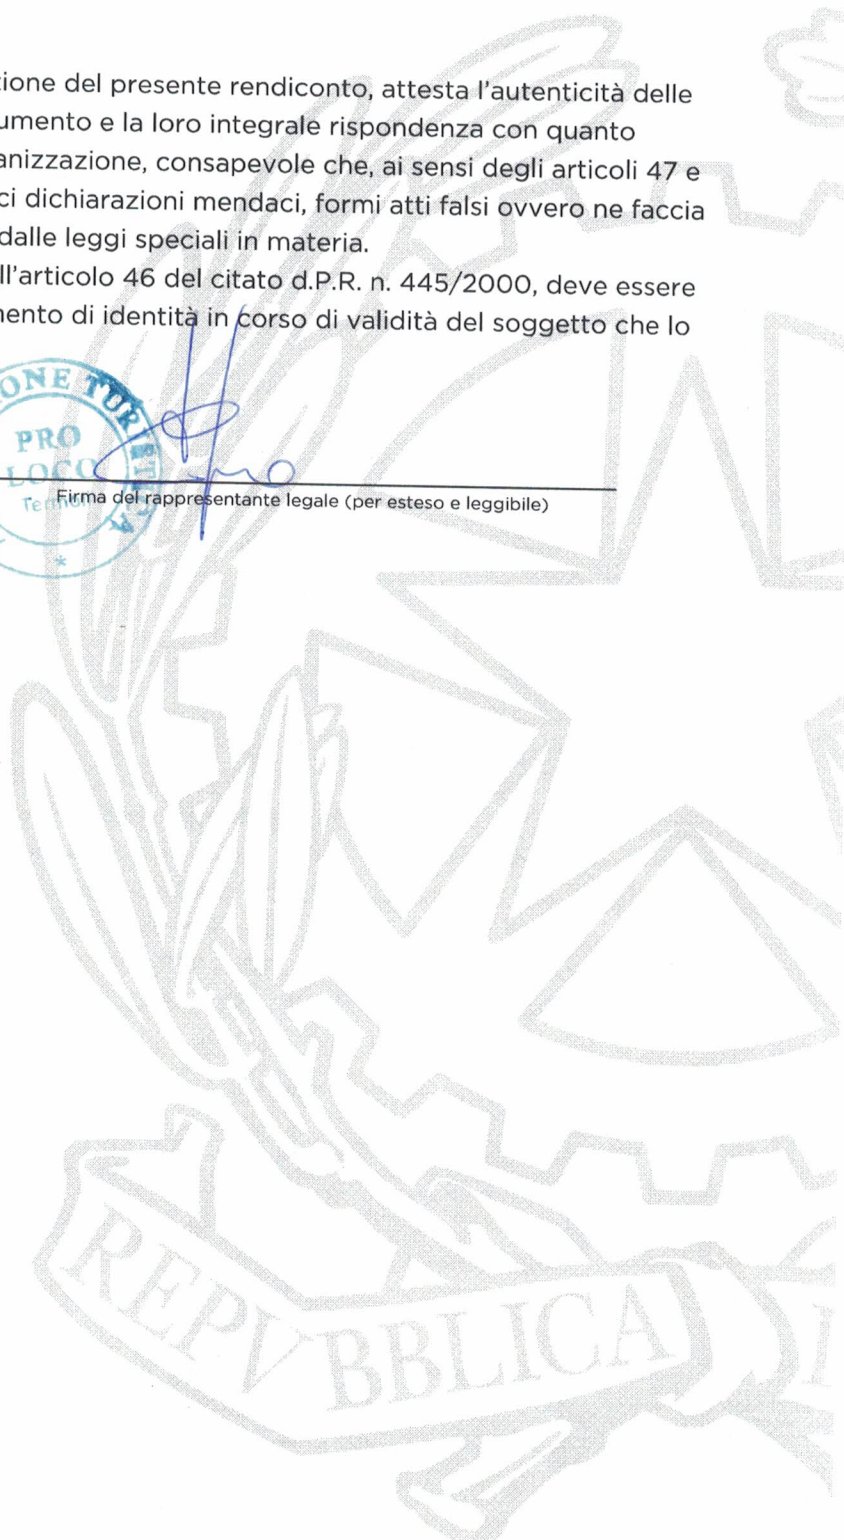 ione del presente rendiconto, attesta l'autenticità delle
umento e la loro integrale rispondenza con quanto
anizzazione, consapevole che, ai sensi degli articoli 47 e
ci dichiarazioni mendaci, formi atti falsi ovvero ne faccia
dalle leggi speciali in materia.
ll'articolo 46 del citato d.P.R. n. 445/2000, deve essere
nento di identità in corso di validità del soggetto che lo
ONE TURISTICA
PRO
LOCO
Firma del rappresentante legale (per esteso e leggibile)
*
REPVBBLICA I